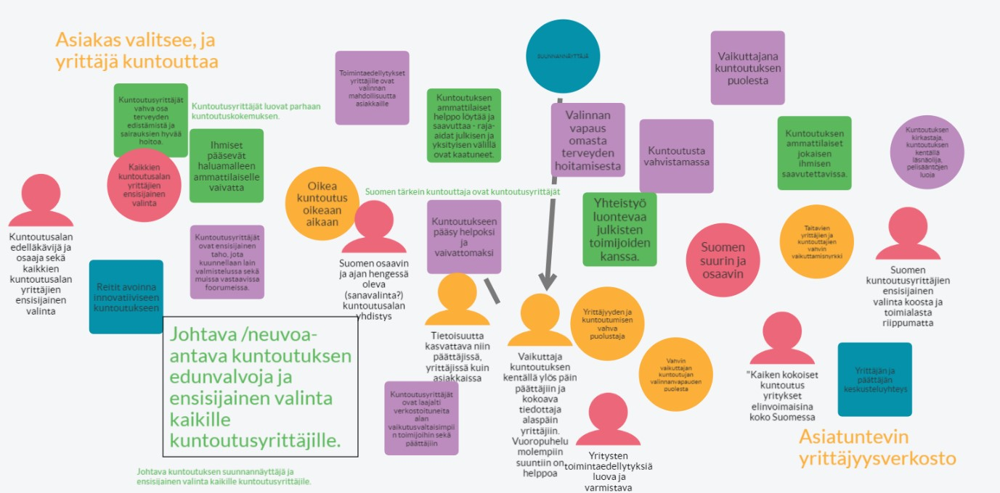 Asiakas valitsee, ja
yrittäjä kuntouttaa
Kuntoutusyrittäjät
vahva osa
terveyden
edistämistä ja
sairauksien hyvää
hoitoa.
Kuntoutusyrittäjät luovat parhaan
kuntoutuskokemuksen.
Ihmiset
pääsevät
haluamalleen
ammattilaiselle
vaivatta
Kaikkien
kuntoutusalan
yrittäjien
ensisijainen
valinta
Kuntoutusalan
edelläkävijä ja
osaaja sekä
kaikkien
kuntoutusalan
yrittäjien
ensisijainen
valinta
Reitit avoinna
innovatiiviseen
kuntoutukseen
Kuntoutusyrittäjät
ovat ensisijainen
taho, jota
kuunnellaan lain
valmistelussa sekä
muissa vastaavissa
foorumeissa.
Johtava /neuvoa-
antava kuntoutuksen
edunvalvoja ja
ensisijainen valinta
kaikille
kuntoutusyrittäjille.
Johtava kuntoutuksen suunnannäyttäjä ja
ensisijainen valinta kaikille kuntoutusyrittäjille.
Toimintaedellytykset
yrittäjille ovat
valinnan
mahdollisuutta
asiakkaille
Oikea
kuntoutus
oikeaan
aikaan
Suomen osaavin
ja ajan hengessä
oleva
(sanavalinta?)
kuntoutusalan
yhdistys
Kuntoutuksen
ammattilaiset
helppo löytää ja
saavuttaa - raja-
aidat julkisen ja
yksityisen välillä
ovat kaatuneet.
Suomen tärkein kuntouttaja ovat kuntoutusyrittäjät
Kuntoutukseen
pääsy helpoksi
ja
vaivattomaksi
Tietoisuutta
kasvattava niin
päättäjissä,
yrittäjissä kuin
asiakkaissa
Kuntoutusyrittäjät
ovat laajalti
verkostoituneita
alan
vaikutusvaltaisimpii
n toimijoihin sekä
päättäjiin
SUUNNANNÄYTTÄJÄ
Valinnan
vapaus
omasta
terveyden
hoitamisesta
Kuntoutusta
vahvistamassa
Yhteistyö
luontevaa
julkisten
toimijoiden
kanssa.
Vaikuttaja
kuntoutuksen
kentällä ylös päin
päättäjiin ja
kokoava
tiedottaja
alaspäin
yrittäjiin.
Vuoropuhelu
molempiin
suuntiin on
helppoa
Yrittäjyyden ja
kuntoutumisen
vahva
puolustaja
Vahvin
vaikuttajan
kuntoutujan
valinnanvapauden
puolesta
Yritysten
toimintaedellytyksiä
luova ja
varmistava
Vaikuttajana
kuntoutuksen
puolesta
Kuntoutuksen
ammattilaiset
jokaisen
ihmisen
saavutettavissa.
Kuntoutuksen
kirkastaja,
kuntoutuksen
kentällä
läsnäolija,
pelisääntöjen
luoja
Suomen
suurin ja
osaavin
Taitavien
yrittäjien ja
kuntouttajien
vahvin
vaikuttamisnyrkki
Suomen
kuntoutusyrittäjien
ensisijainen
valinta koosta ja
toimialasta
riippumatta
"Kaiken kokoiset
kuntoutus
yritykset
elinvoimaisina
koko Suomessa
Yrittäjän ja
päättäjän
keskusteluyhteys
Asiatuntevin
yrittäjyysverkosto